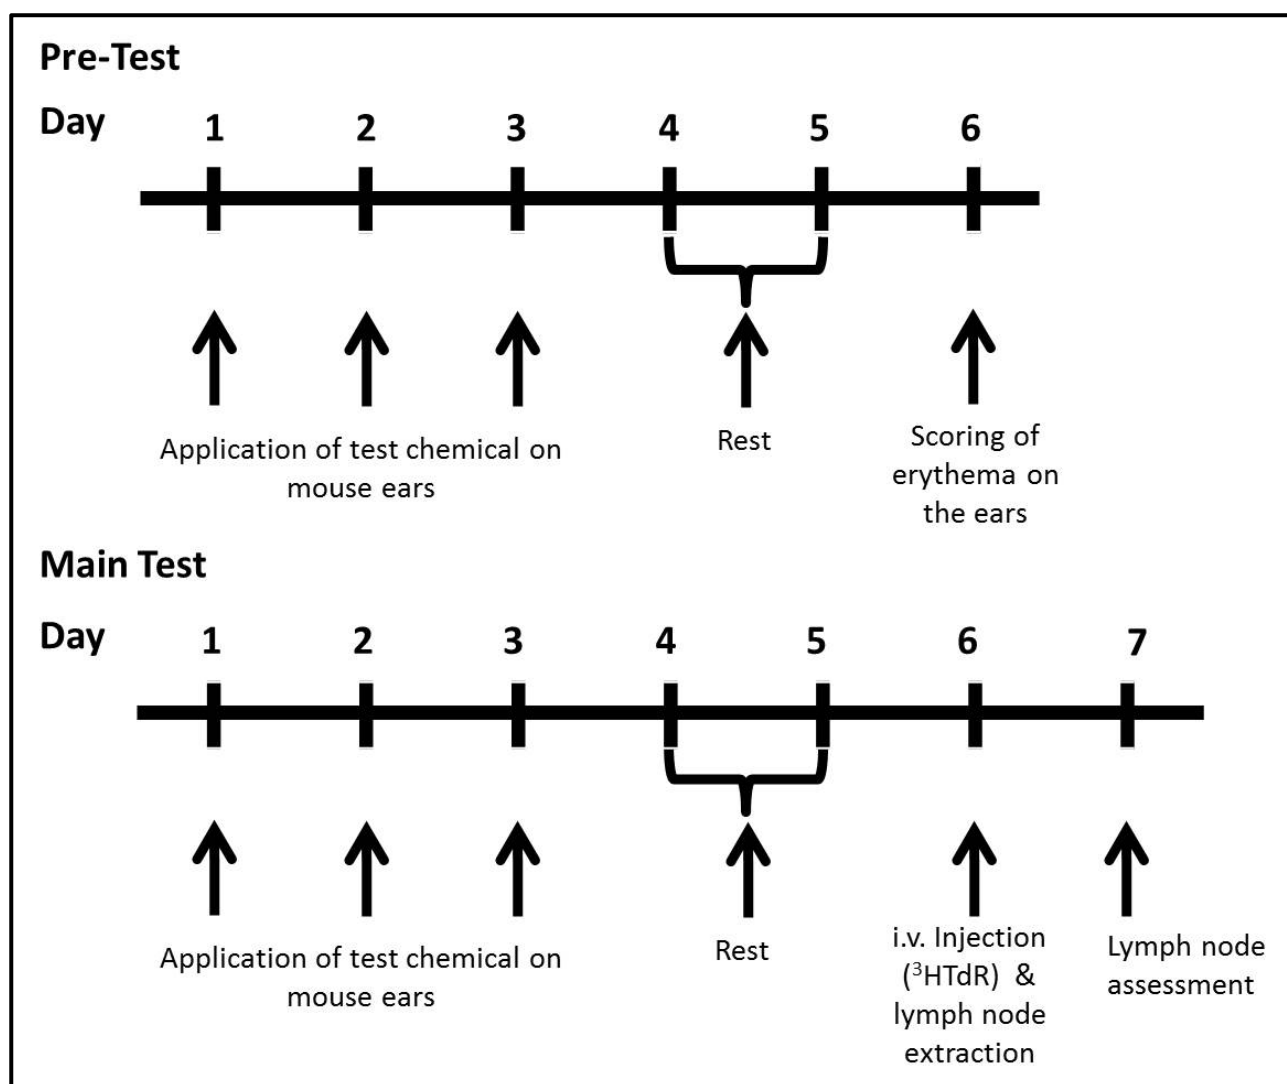 Pre-Test
Day 1 2 3 4 5 6
Application of test chemical on
mouse ears
Rest
Scoring of
erythema on
the ears
Main Test
Day 1 2 3 4 5 6 7
Application of test chemical on
mouse ears
Rest
i.v. Injection
(³HTdR) &
lymph node
extraction
Lymph node
assessment